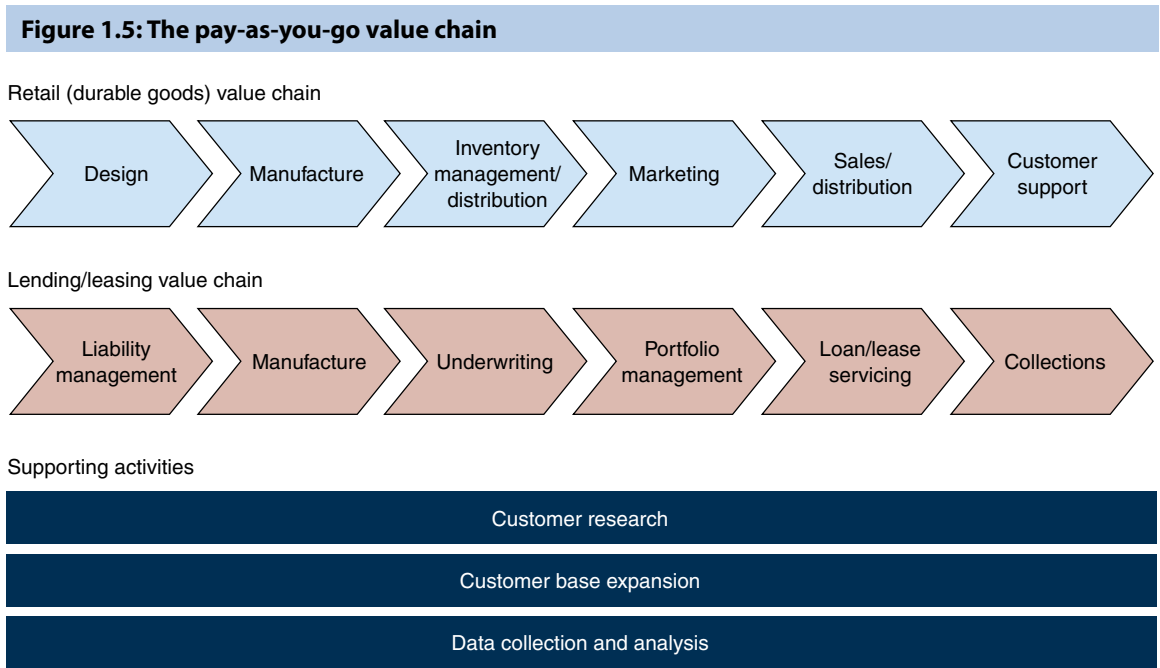 Figure 1.5: The pay-as-you-go value chain
Retail (durable goods) value chain
Design
Manufacture
Inventory
management/
distribution
Marketing
Sales/
distribution
Customer
support
Lending/leasing value chain
Liability
management
Manufacture
Underwriting
Portfolio
management
Loan/lease
servicing
Collections
Supporting activities
Customer research
Customer base expansion
Data collection and analysis